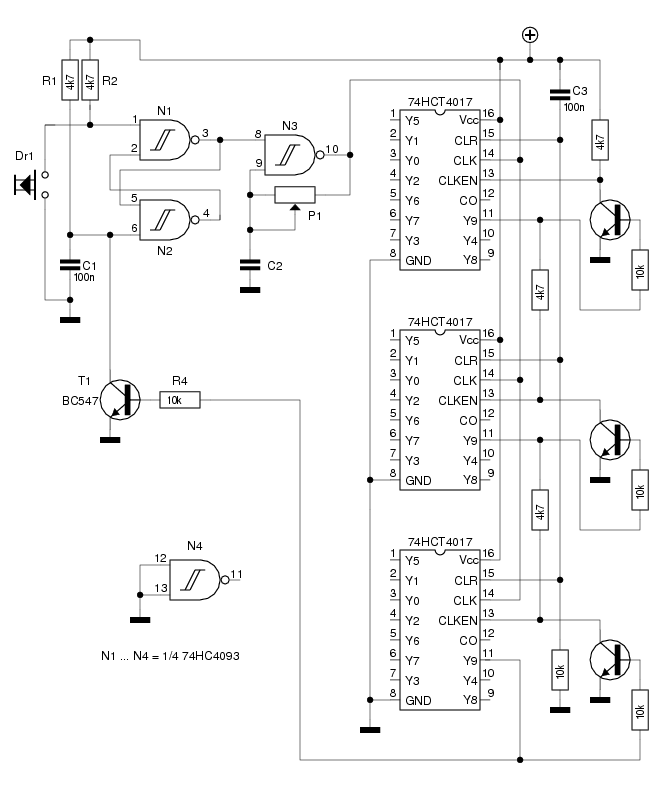 R1
4k7
4k7
R2
N1
1
2
3
N3
8
9
10
Dr1
5
6
4
N2
P1
C1
100n
C2
C3
100n
4k7
10k
74HCT4017
1 Y5 Vcc 16
2 Y1 CLR 15
3 Y0 CLK 14
4 Y2 CLKEN 13
5 Y6 CO 12
6 Y7 Y9 11
7 Y3 Y4 10
8 GND Y8 9
4k7
74HCT4017
1 Y5 Vcc 16
2 Y1 CLR 15
3 Y0 CLK 14
4 Y2 CLKEN 13
5 Y6 CO 12
6 Y7 Y9 11
7 Y3 Y4 10
8 GND Y8 9
10k
4k7
T1
BC547
R4
10k
74HCT4017
1 Y5 Vcc 16
2 Y1 CLR 15
3 Y0 CLK 14
4 Y2 CLKEN 13
5 Y6 CO 12
6 Y7 Y9 11
7 Y3 Y4 10
8 GND Y8 9
10k
10k
N4
12
13
11
N1 ... N4 = 1/4 74HC4093